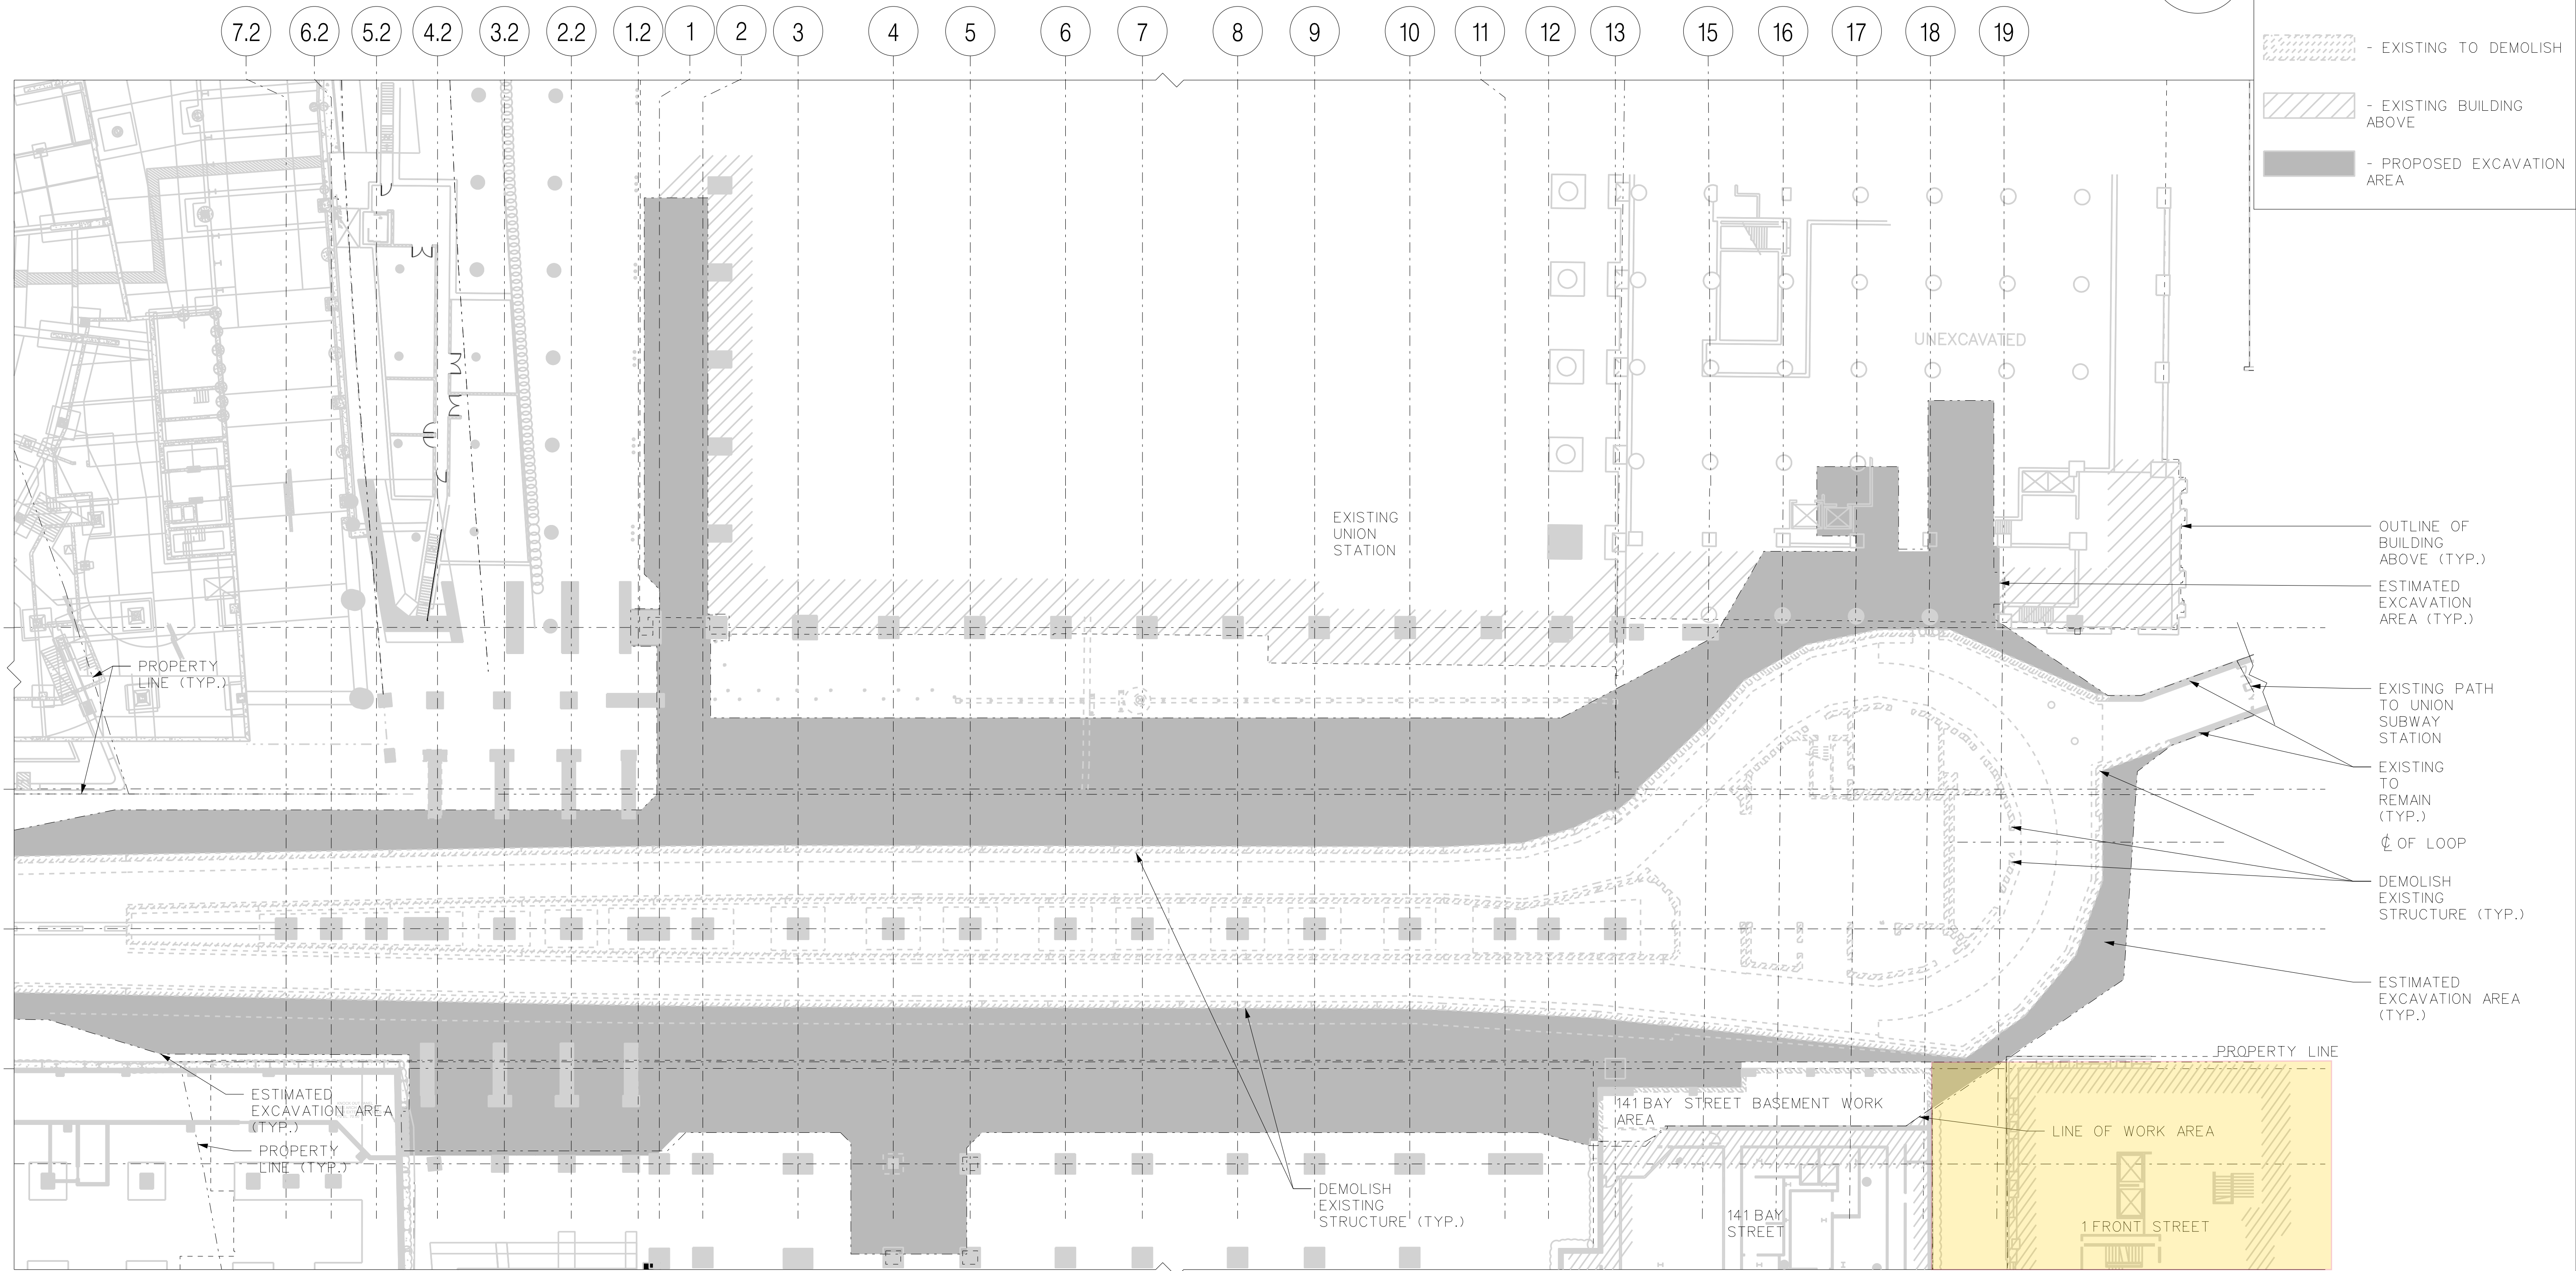 7.2 6.2 5.2 4.2 3.2 2.2 1.2 1 2 3 4 5 6 7 8 9 10 11 12 13 15 16 17 18 19
- EXISTING TO DEMOLISH
- EXISTING BUILDING
ABOVE
- PROPOSED EXCAVATION
AREA
UNEXCAVATED
EXISTING
UNION
STATION
OUTLINE OF
BUILDING
ABOVE (TYP.)
ESTIMATED
EXCAVATION
AREA (TYP.)
PROPERTY
LINE (TYP.)
EXISTING PATH
TO UNION
SUBWAY
STATION
EXISTING
TO
REMAIN
(TYP.)
℄ OF LOOP
DEMOLISH
EXISTING
STRUCTURE (TYP.)
ESTIMATED
EXCAVATION AREA
(TYP.)
PROPERTY LINE
ESTIMATED
EXCAVATION AREA
(TYP.)
PROPERTY
LINE (TYP.)
141 BAY STREET BASEMENT WORK
AREA
LINE OF WORK AREA
DEMOLISH
EXISTING
STRUCTURE (TYP.)
141 BAY
STREET
1 FRONT STREET